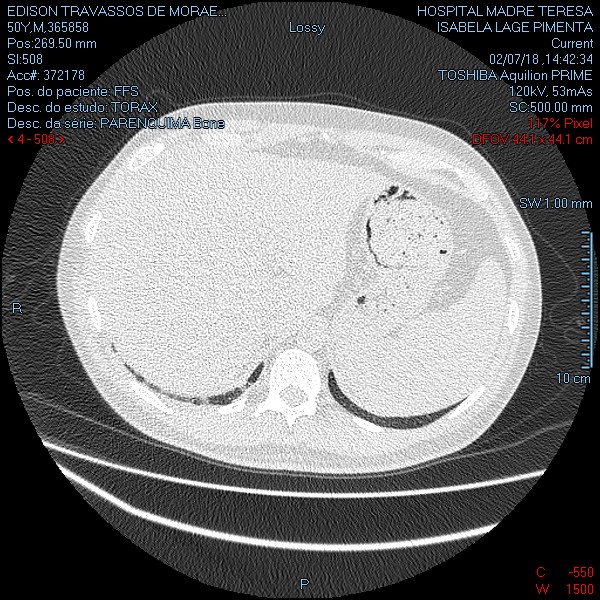 EDISON TRAVASSOS DE MORAE...
50Y,M,365858
Pos:269.50 mm
SI:508
Acc#: 372178
Pos. do paciente: FFS
Desc. do estudo: TORAX
Desc. da série: PARENQUIMA Bone
< 4 - 508 >
Lossy
HOSPITAL MADRE TERESA
ISABELA LAGE PIMENTA
Current
02/07/18 ,14:42:34
TOSHIBA Aquilion PRIME
120kV, 53mAs
SC:500.00 mm
117% Pixel
DFOV:44.1 x 44.1 cm
SW:1.00 mm
R
10 cm
P
C -550
W 1500